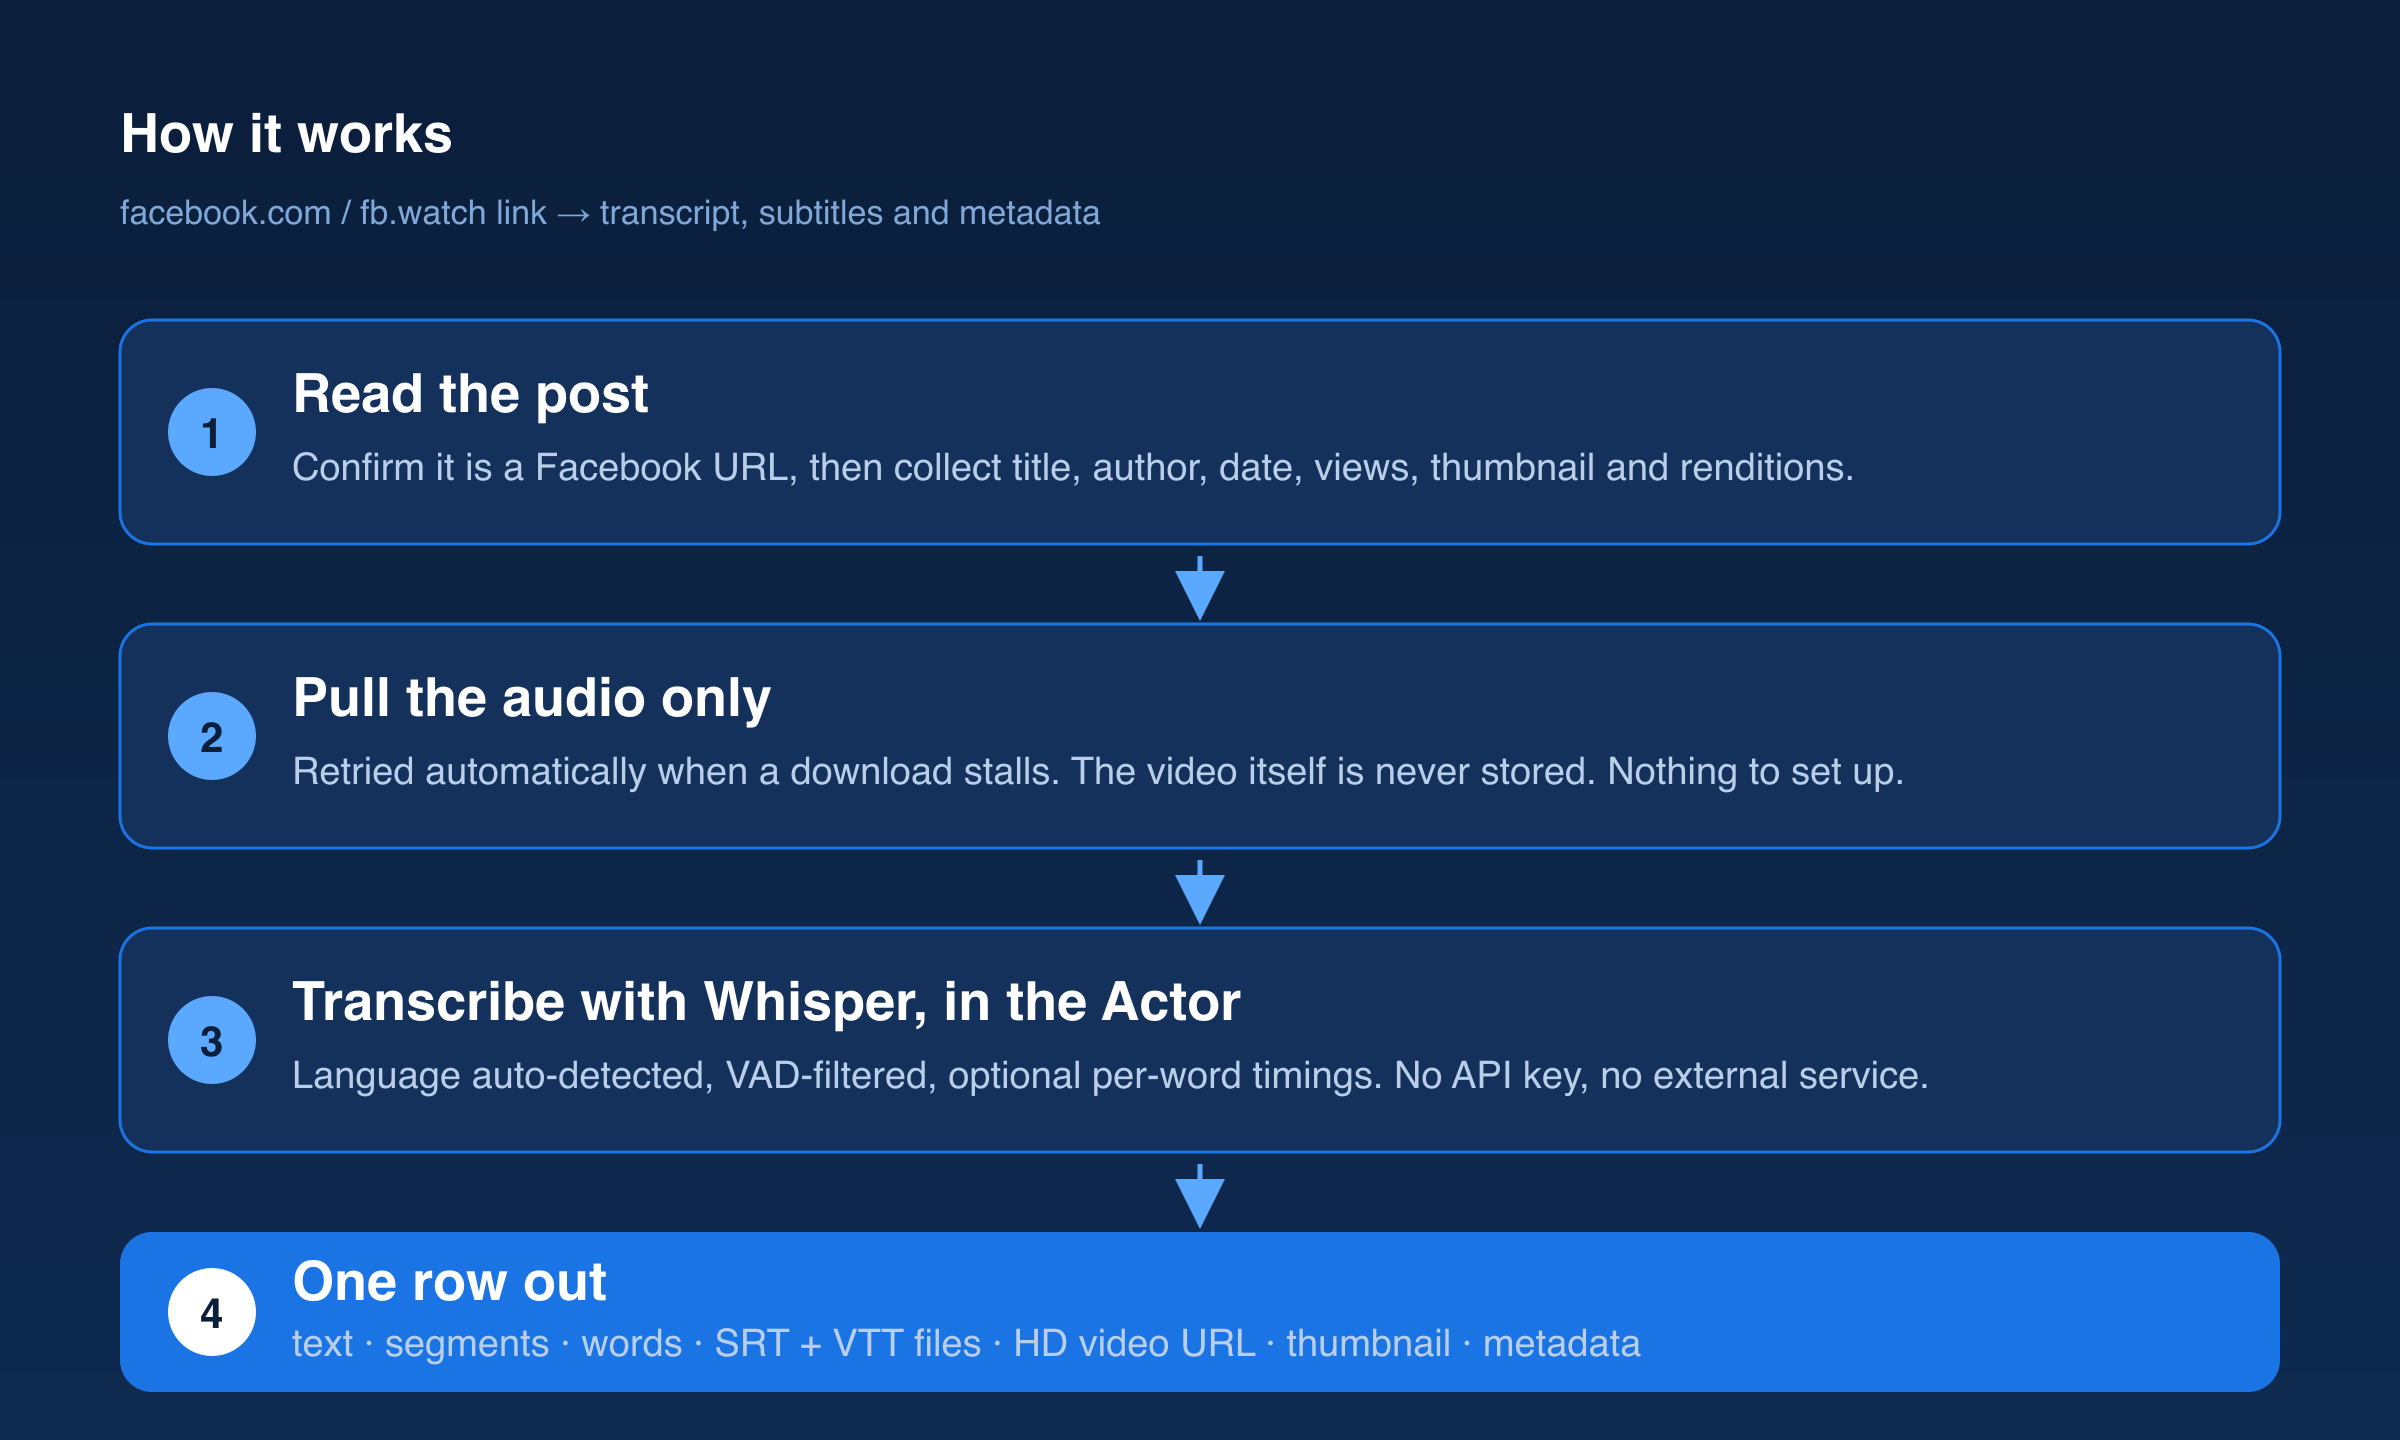 How it works
facebook.com / fb.watch link → transcript, subtitles and metadata
1
Read the post
Confirm it is a Facebook URL, then collect title, author, date, views, thumbnail and renditions.
2
Pull the audio only
Retried automatically when a download stalls. The video itself is never stored. Nothing to set up.
3
Transcribe with Whisper, in the Actor
Language auto-detected, VAD-filtered, optional per-word timings. No API key, no external service.
4
One row out
text · segments · words · SRT + VTT files · HD video URL · thumbnail · metadata